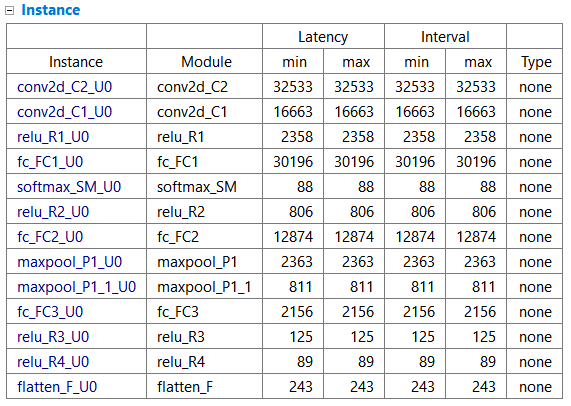 Instance
Latency Interval
Instance Module min max min max Type
conv2d_C2_U0 conv2d_C2 32533 32533 32533 32533 none
conv2d_C1_U0 conv2d_C1 16663 16663 16663 16663 none
relu_R1_U0 relu_R1 2358 2358 2358 2358 none
fc_FC1_U0 fc_FC1 30196 30196 30196 30196 none
softmax_SM_U0 softmax_SM 88 88 88 88 none
relu_R2_U0 relu_R2 806 806 806 806 none
fc_FC2_U0 fc_FC2 12874 12874 12874 12874 none
maxpool_P1_U0 maxpool_P1 2363 2363 2363 2363 none
maxpool_P1_1_U0 maxpool_P1_1 811 811 811 811 none
fc_FC3_U0 fc_FC3 2156 2156 2156 2156 none
relu_R3_U0 relu_R3 125 125 125 125 none
relu_R4_U0 relu_R4 89 89 89 89 none
flatten_F_U0 flatten_F 243 243 243 243 none